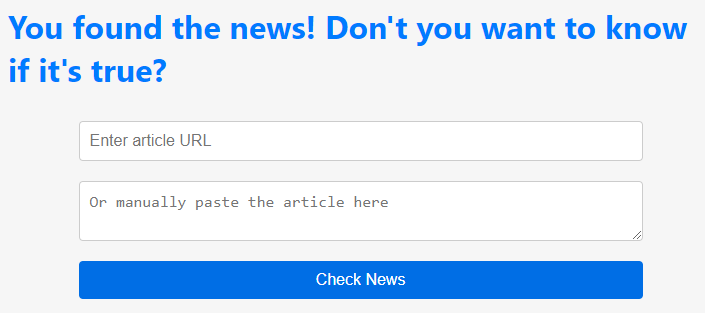 You found the news! Don't you want to know
if it's true?
Enter article URL
Or manually paste the article here
Check News